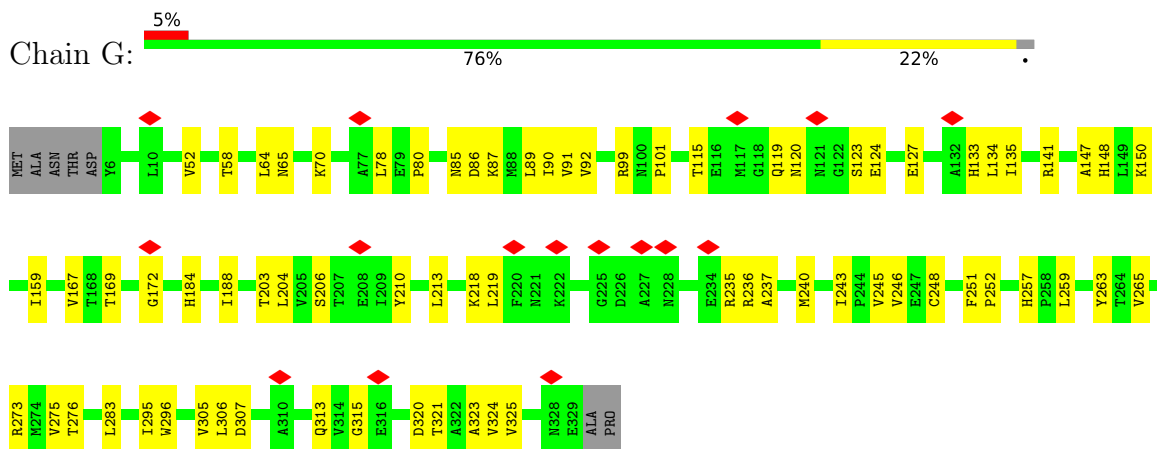 5%
Chain G:
76% 22% •
MET ALA ASN THR ASP Y6 L10 V52 T58 L64 N65 K70 A77 L78 E79 P80 N85 D86 K87 M88 L89 I90 V91 V92 R99 N100 P101 T115 E116 M117 G118 Q119 N120 N121 G122 S123 E124 E127 A132 H133 L134 I135 R141 A147 H148 L149 K150
I159 V167 T168 T169 G172 H184 I188 T203 L204 V205 S206 T207 E208 I209 Y210 L213 K218 L219 F220 N221 K222 G225 D226 A227 N228 E234 R235 R236 A237 M240 I243 P244 V245 V246 E247 C248 F251 P252 H257 P258 L259 Y263 T264 V265
R273 M274 V275 T276 L283 I295 W296 V305 L306 D307 A310 Q313 V314 G315 E316 D320 T321 A322 A323 V324 V325 N328 E329 ALA PRO